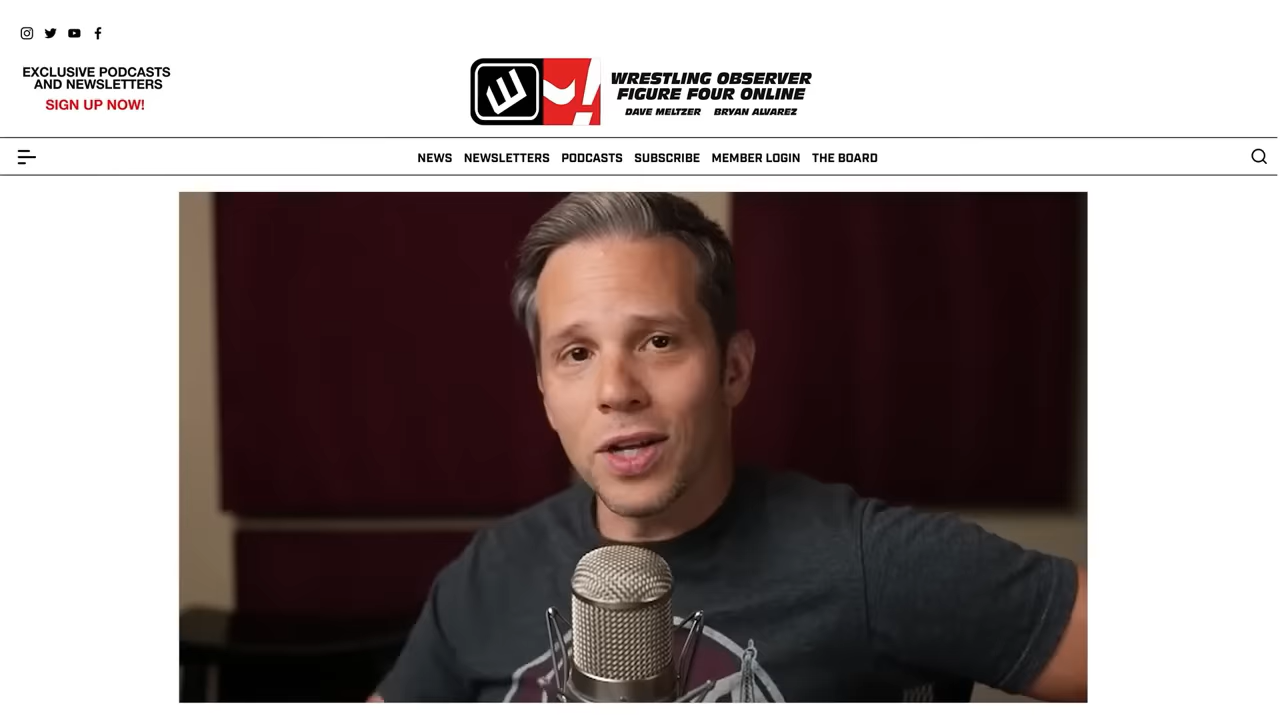 EXCLUSIVE PODCASTS
AND NEWSLETTERS
SIGN UP NOW!
WRESTLING OBSERVER
FIGURE FOUR ONLINE
DAVE MELTZER BRYAN ALVAREZ
NEWS NEWSLETTERS PODCASTS SUBSCRIBE MEMBER LOGIN THE BOARD